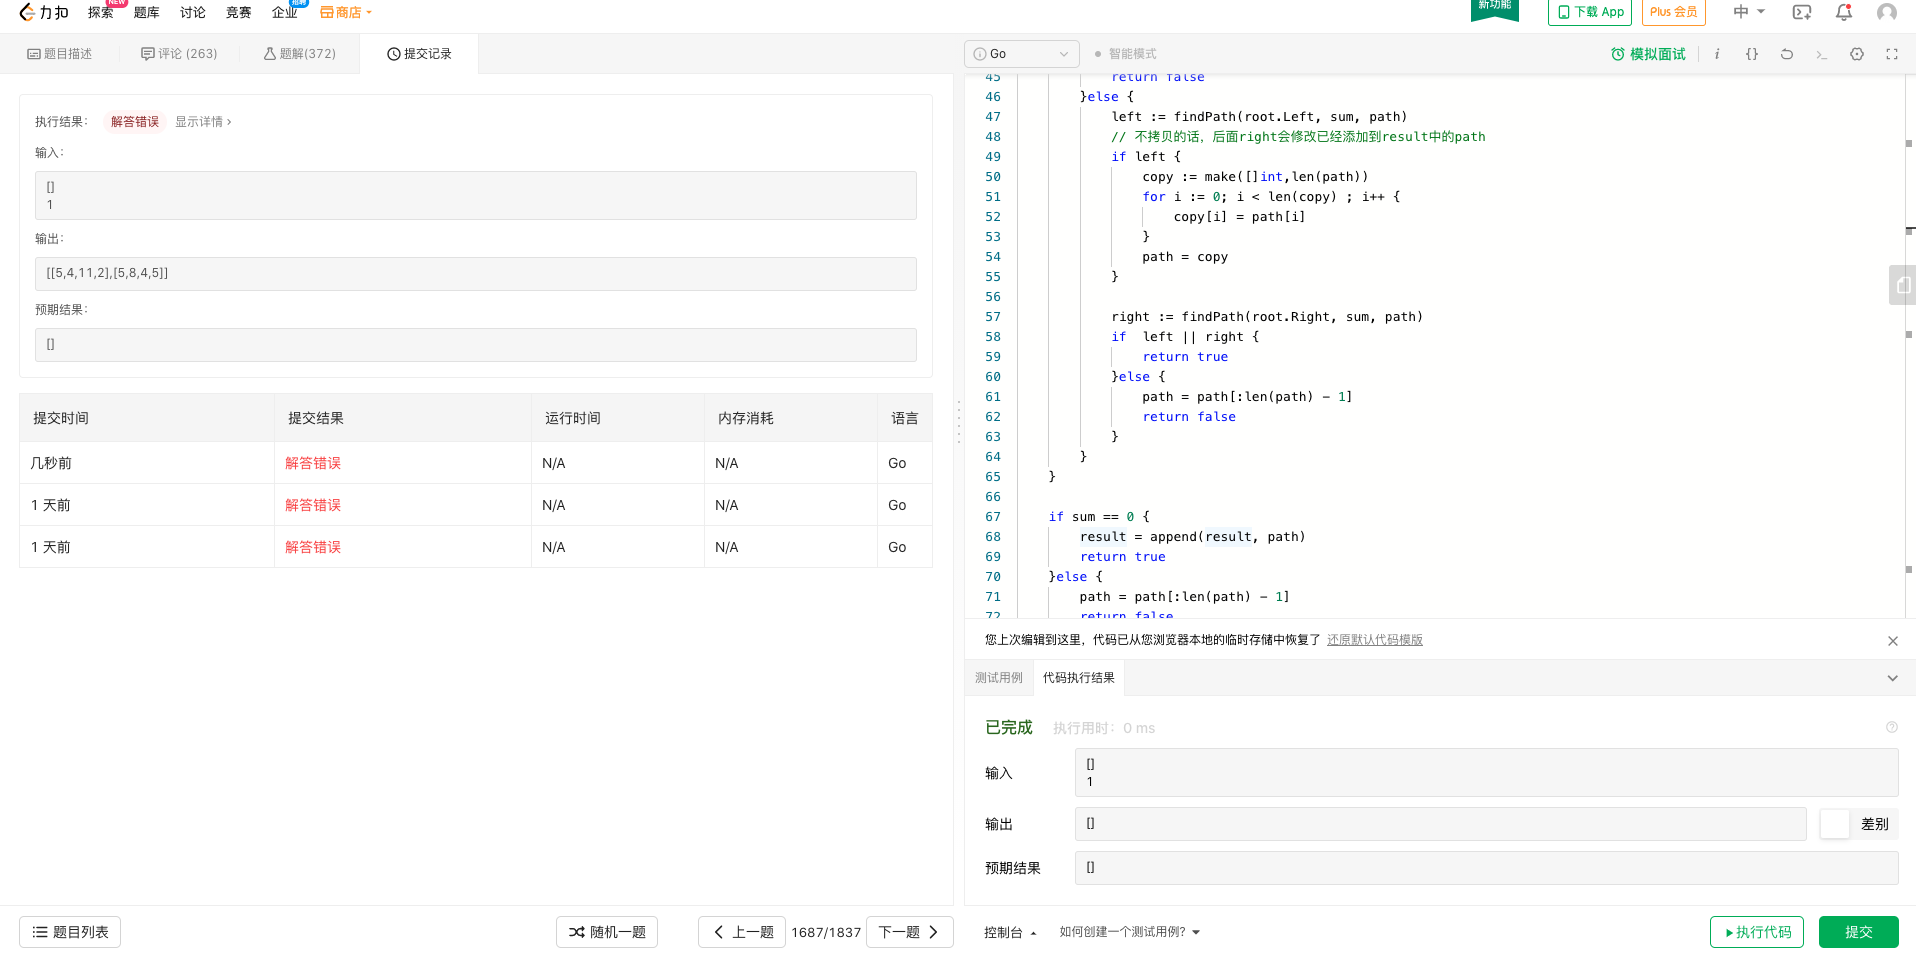 力扣 探索 NEW 题库 讨论 竞赛 企业 招聘 商店 新功能 下载 App Plus 会员 中
题目描述 评论 (263) 题解(372) 提交记录
执行结果： 解答错误 显示详情 ›
输入：
[]
1
输出：
[[5,4,11,2],[5,8,4,5]]
预期结果：
[]
提交时间 提交结果 运行时间 内存消耗 语言
几秒前 解答错误 N/A N/A Go
1 天前 解答错误 N/A N/A Go
1 天前 解答错误 N/A N/A Go
题目列表 随机一题 上一题 1687/1837 下一题
Go 智能模式 模拟面试 i {}
45 return false
46 }else {
47 left := findPath(root.Left, sum, path)
48 // 不拷贝的话，后面right会修改已经添加到result中的path
49 if left {
50 copy := make([]int,len(path))
51 for i := 0; i < len(copy) ; i++ {
52 copy[i] = path[i]
53 }
54 path = copy
55 }
56
57 right := findPath(root.Right, sum, path)
58 if  left || right {
59 return true
60 }else {
61 path = path[:len(path) - 1]
62 return false
63 }
64 }
65 }
66
67 if sum == 0 {
68 result = append(result, path)
69 return true
70 }else {
71 path = path[:len(path) - 1]
72 return false
您上次编辑到这里，代码已从您浏览器本地的临时存储中恢复了 还原默认代码模版
测试用例 代码执行结果
已完成 执行用时：0 ms
输入
[]
1
输出 [] 差别
预期结果 []
控制台 如何创建一个测试用例? 执行代码 提交